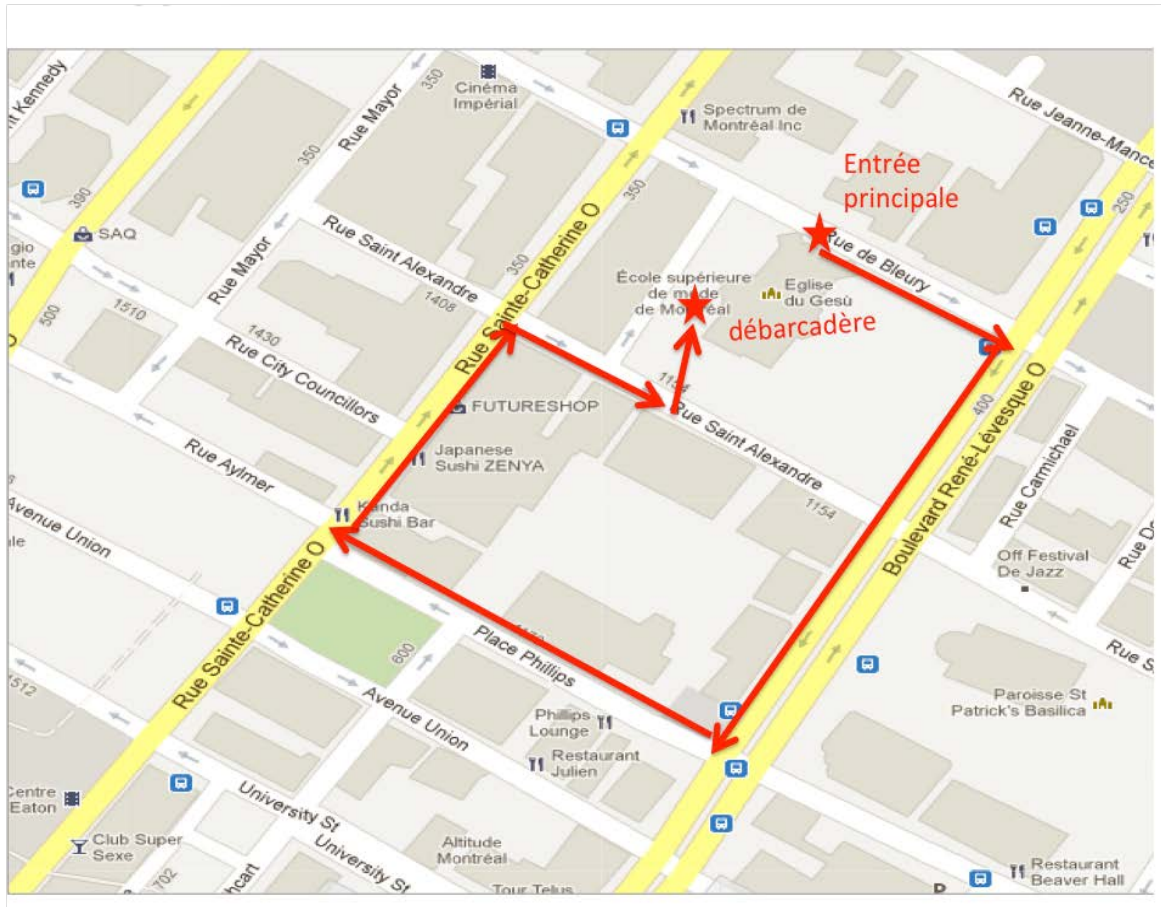 Kennedy
Rue Mayor
350
Cinéma
Impérial
350
Spectrum de
Montréal Inc
Rue Jeanne-Mance
Entrée
principale
250
390
SAQ
350
350
Rue Mayor
Rue Saint Alexandre
1408
Rue de Bleury
École supérieure
de mode
de Montréal
Eglise
du Gesù
débarcadère
500
1510
1430
Rue City Councillors
Rue Sainte-Catherine O
FUTURESHOP
1154
Rue Saint Alexandre
400
Boulevard René-Lévesque O
Rue Carmichael
Japanese
Sushi ZENYA
Rue Aylmer
Kanda
Sushi Bar
1154
Avenue Union
Off Festival
De Jazz
Rue Sainte-Catherine O
600
Place Phillips
Rue S
1512
Avenue Union
Phillips
Lounge
Restaurant
Julien
Paroisse St
Patrick's Basilica
Centre
Eaton
University St
Club Super
Sexe
Altitude
Montréal
University St
702
Tour Telus
Restaurant
Beaver Hall